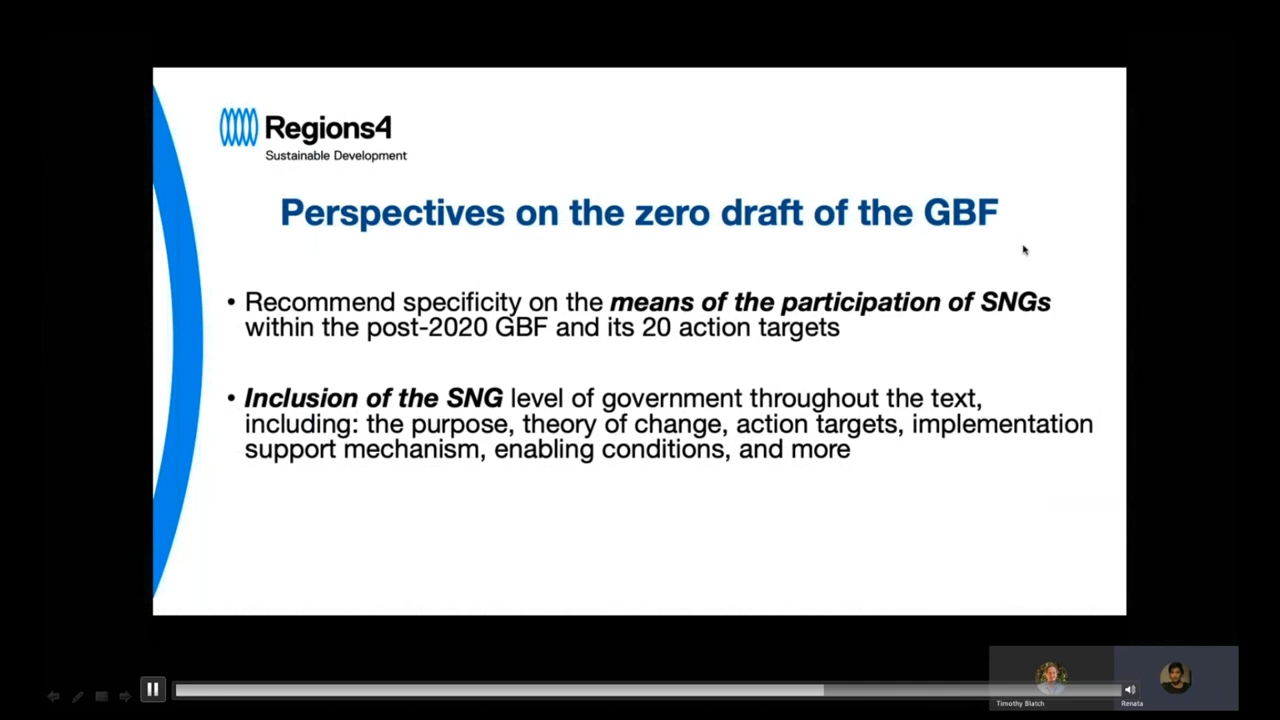 Regions4
Sustainable Development
Perspectives on the zero draft of the GBF
• Recommend specificity on the means of the participation of SNGs
within the post-2020 GBF and its 20 action targets
• Inclusion of the SNG level of government throughout the text,
including: the purpose, theory of change, action targets, implementation
support mechanism, enabling conditions, and more
Timothy Blatch
Renata